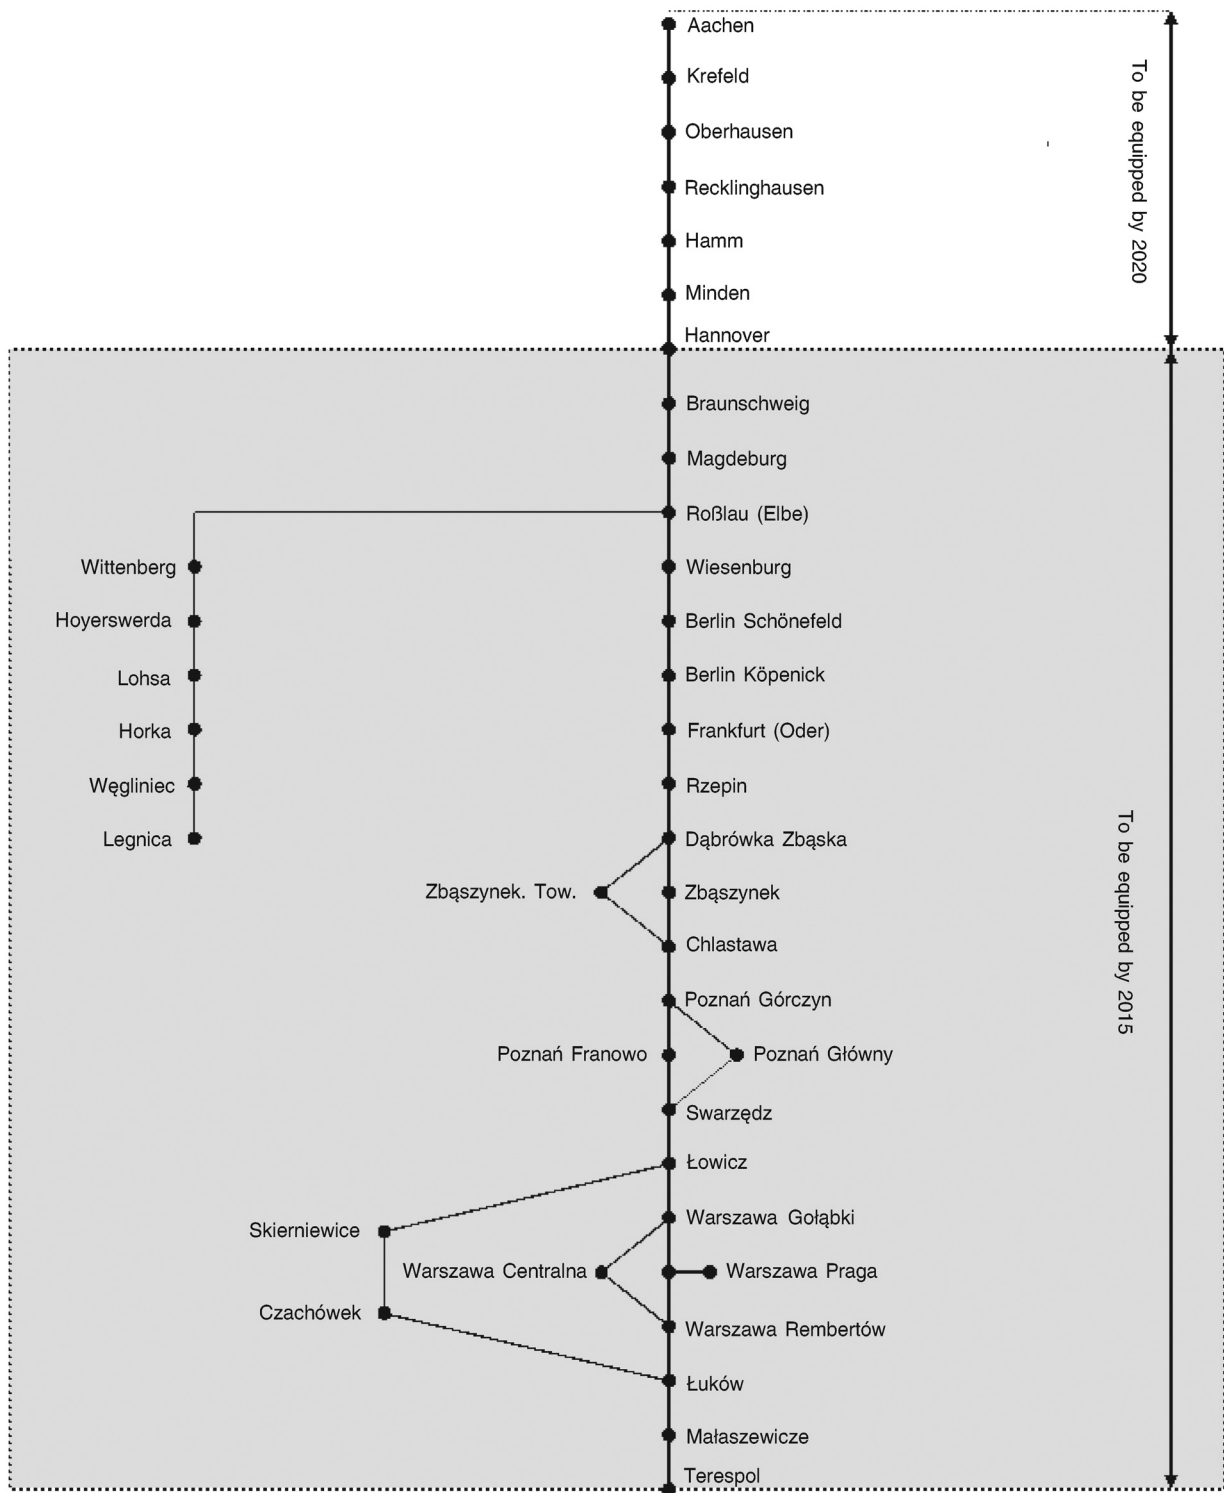 Aachen
Krefeld
Oberhausen
Recklinghausen
Hamm
Minden
Hannover
To be equipped by 2020
Braunschweig
Magdeburg
Roßlau (Elbe)
Wittenberg
Wiesenburg
Hoyerswerda
Berlin Schönefeld
Lohsa
Berlin Köpenick
Horka
Frankfurt (Oder)
Węgliniec
Rzepin
Legnica
Dąbrówka Zbąska
Zbąszynek. Tow.
Zbąszynek
Chlastawa
To be equipped by 2015
Poznań Górczyn
Poznań Franowo
Poznań Główny
Swarzędz
Łowicz
Skierniewice
Warszawa Gołąbki
Warszawa Centralna
Warszawa Praga
Czachówek
Warszawa Rembertów
Łuków
Małaszewicze
Terespol